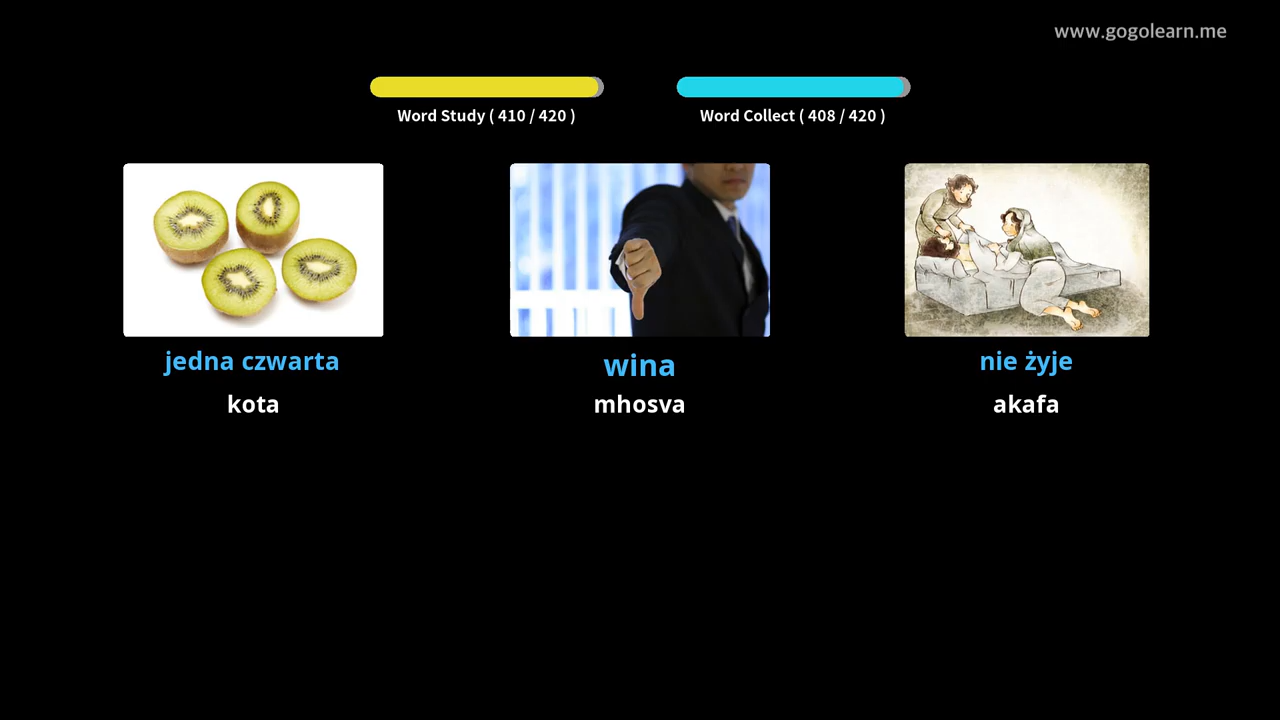 www.gogolearn.me
Word Study ( 410 / 420 )
Word Collect ( 408 / 420 )
jedna czwarta
wina
nie żyje
kota
mhosva
akafa